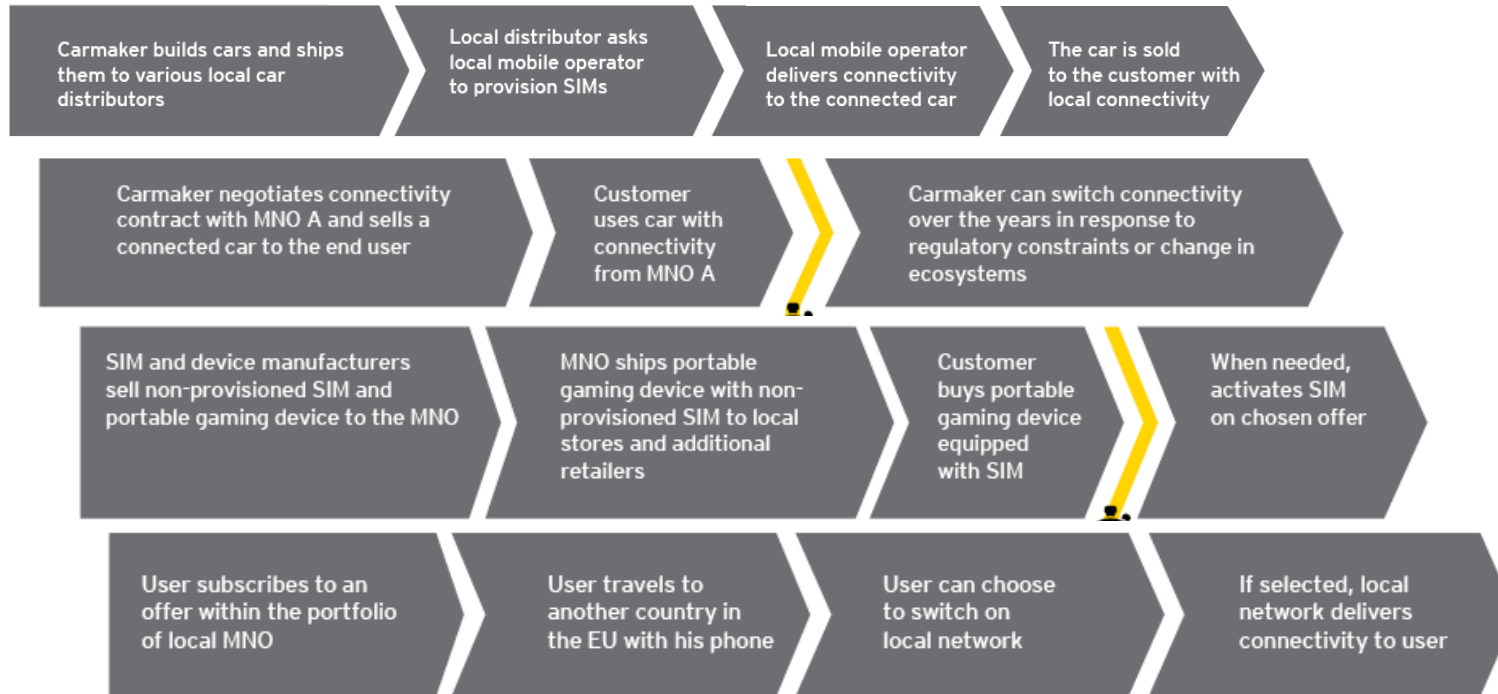 Carmaker builds cars and ships
them to various local car
distributors
Local distributor asks
local mobile operator
to provision SIMs
Local mobile operator
delivers connectivity
to the connected car
The car is sold
to the customer with
local connectivity
Carmaker negotiates connectivity
contract with MNO A and sells a
connected car to the end user
Customer
uses car with
connectivity
from MNO A
Carmaker can switch connectivity
over the years in response to
regulatory constraints or change in
ecosystems
SIM and device manufacturers
sell non-provisioned SIM and
portable gaming device to the MNO
MNO ships portable
gaming device with non-
provisioned SIM to local
stores and additional
retailers
Customer
buys portable
gaming device
equipped
with SIM
When needed,
activates SIM
on chosen offer
User subscribes to an
offer within the portfolio
of local MNO
User travels to
another country in
the EU with his phone
User can choose
to switch on
local network
If selected, local
network delivers
connectivity to user